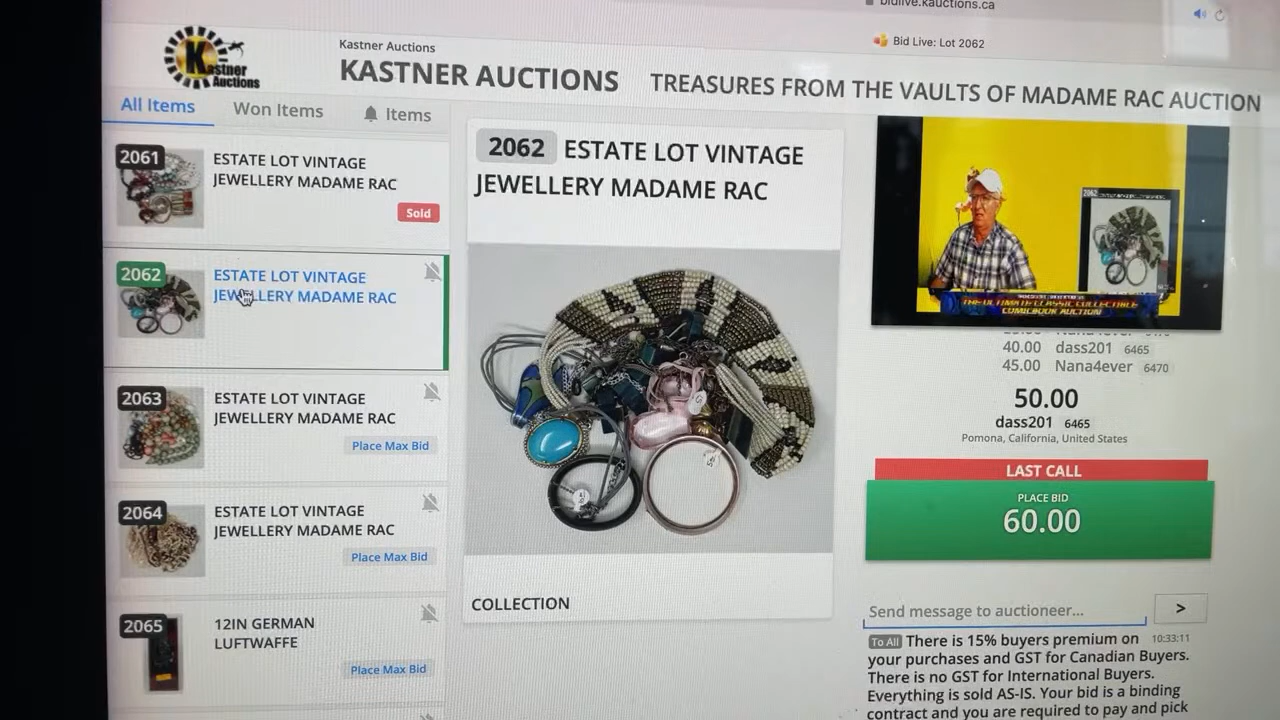 bidlive.kauctions.ca
Bid Live: Lot 2062
Kastner
Auctions
Kastner Auctions
KASTNER AUCTIONS
TREASURES FROM THE VAULTS OF MADAME RAC AUCTION
All Items
Won Items
Items
2061
ESTATE LOT VINTAGE
JEWELLERY MADAME RAC
Sold
2062
ESTATE LOT VINTAGE
JEWELLERY MADAME RAC
2063
ESTATE LOT VINTAGE
JEWELLERY MADAME RAC
Place Max Bid
2064
ESTATE LOT VINTAGE
JEWELLERY MADAME RAC
Place Max Bid
2065
12IN GERMAN
LUFTWAFFE
Place Max Bid
2062 ESTATE LOT VINTAGE
JEWELLERY MADAME RAC
COLLECTION
2062
THE ULTIMATE CLASSIC COLLECTIBLE
COMICBOOK AUCTION
40.00 dass201 6465
45.00 Nana4ever 6470
50.00
dass201 6465
Pomona, California, United States
LAST CALL
PLACE BID
60.00
Send message to auctioneer...
>
To All There is 15% buyers premium on 10:33:11
your purchases and GST for Canadian Buyers.
There is no GST for International Buyers.
Everything is sold AS-IS. Your bid is a binding
contract and you are required to pay and pick